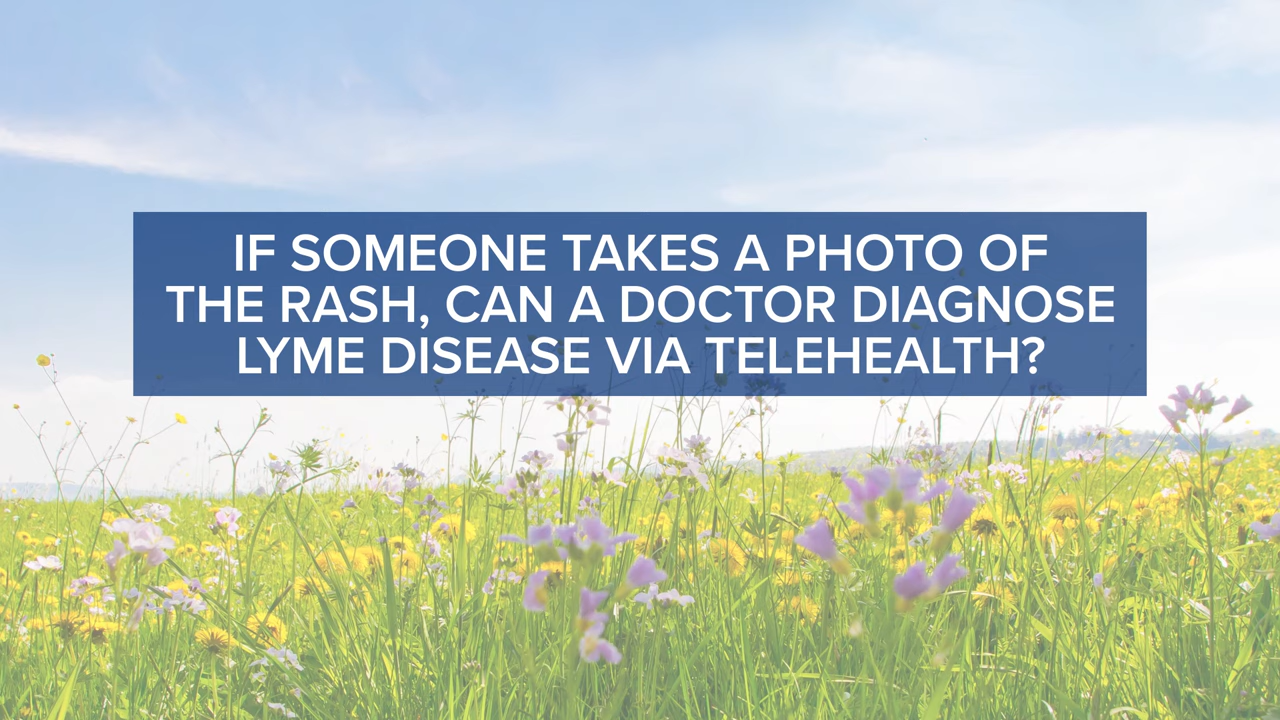 IF SOMEONE TAKES A PHOTO OF
THE RASH, CAN A DOCTOR DIAGNOSE
LYME DISEASE VIA TELEHEALTH?